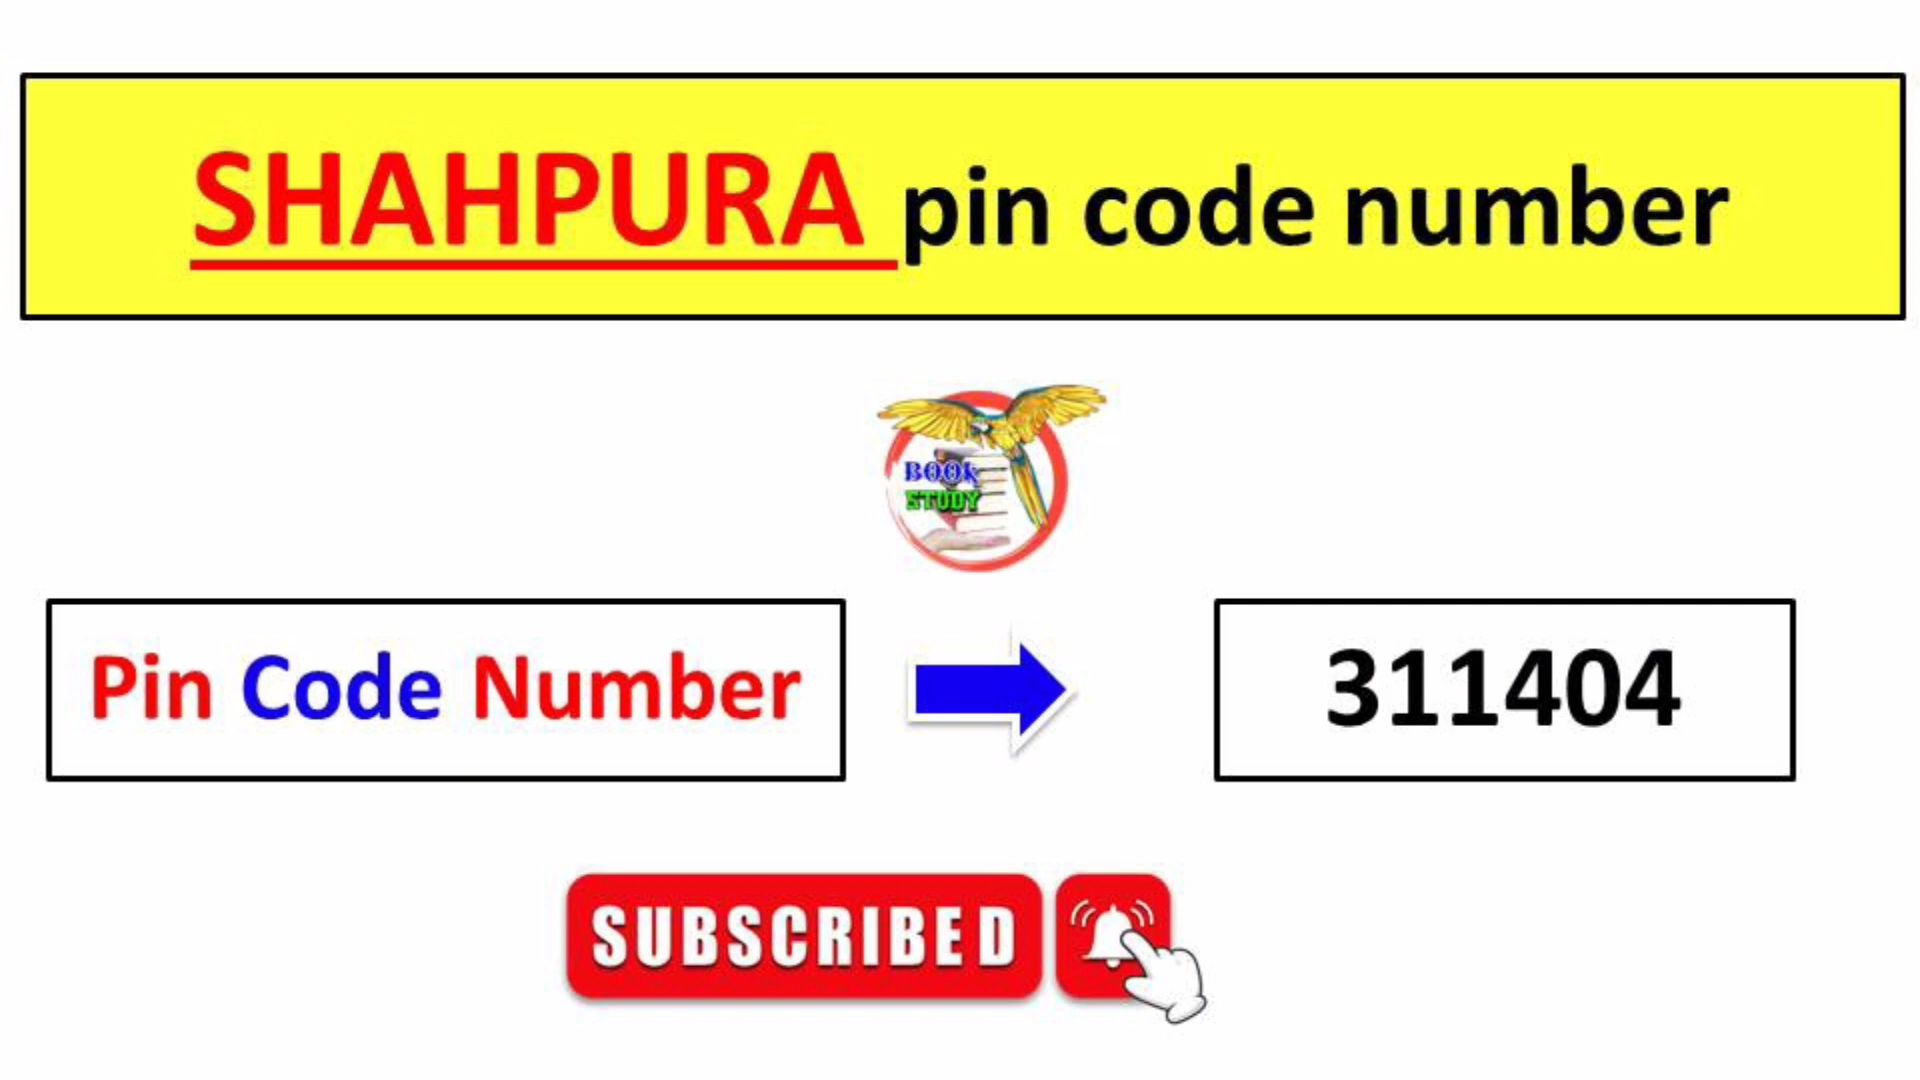 SHAHPURA pin code number
BOOK
STUDY
Pin Code Number
311404
SUBSCRIBED